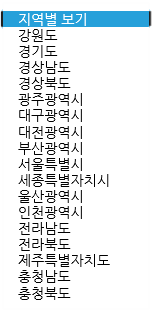 지역별 보기
강원도
경기도
경상남도
경상북도
광주광역시
대구광역시
대전광역시
부산광역시
서울특별시
세종특별자치시
울산광역시
인천광역시
전라남도
전라북도
제주특별자치도
충청남도
충청북도